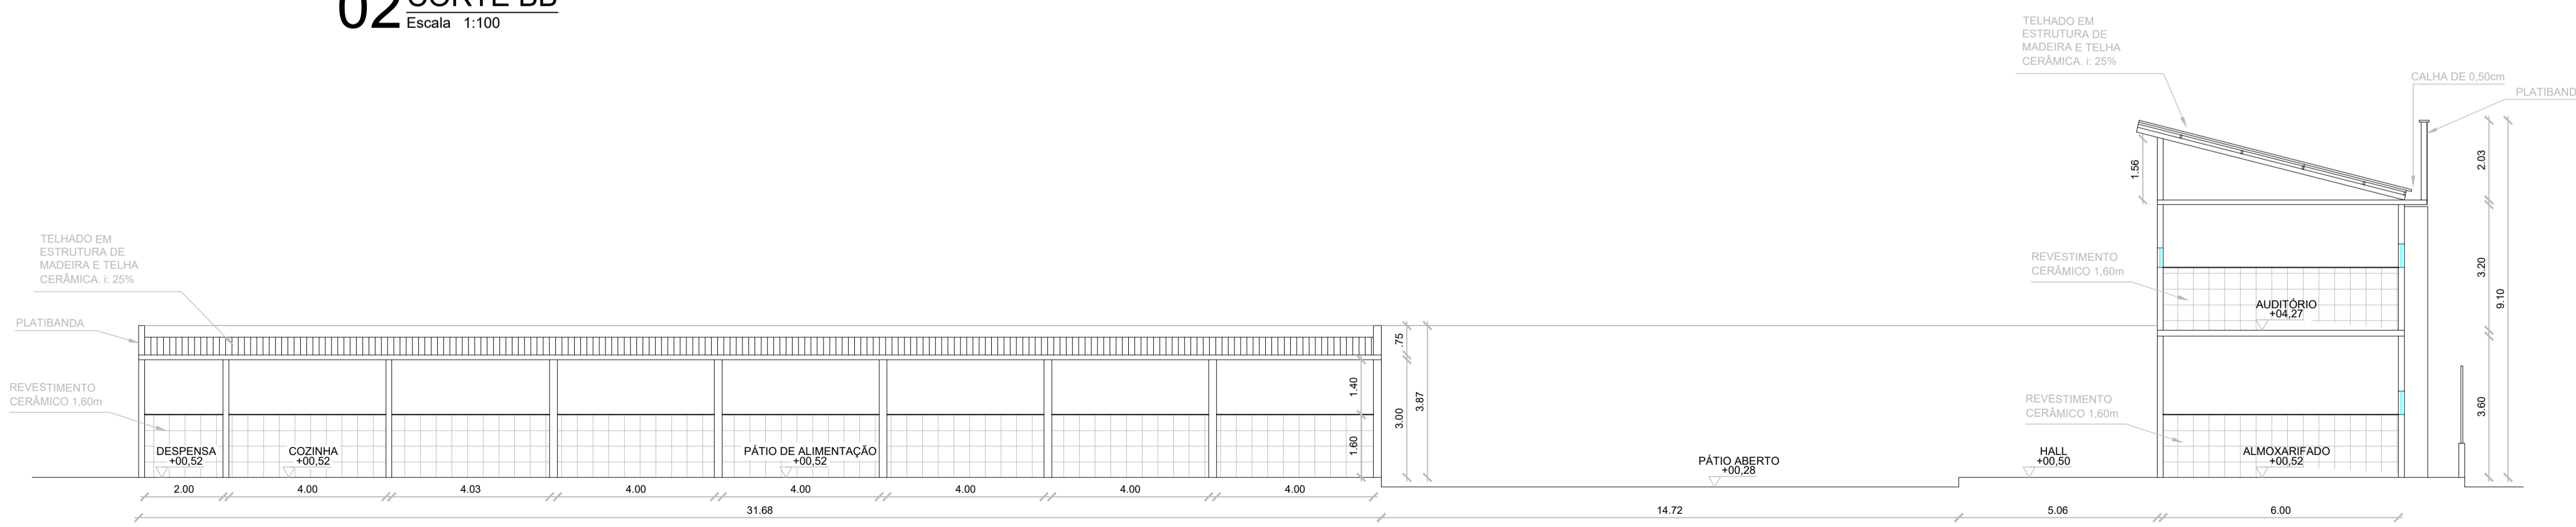 02 CORTE BB
Escala 1:100
TELHADO EM
ESTRUTURA DE
MADEIRA E TELHA
CERÂMICA. i: 25%
CALHA DE 0,50cm
PLATIBAND
1.56
2.03
3.20
9.10
3.60
TELHADO EM
ESTRUTURA DE
MADEIRA E TELHA
CERÂMICA. i: 25%
PLATIBANDA
REVESTIMENTO
CERÂMICO 1,60m
REVESTIMENTO
CERÂMICO 1,60m
AUDITÓRIO
+04,27
REVESTIMENTO
CERÂMICO 1,60m
.75
1.40
3.00
3.87
1.60
DESPENSA
+00,52
COZINHA
+00,52
PÁTIO DE ALIMENTAÇÃO
+00,52
PÁTIO ABERTO
+00,28
HALL
+00,50
ALMOXARIFADO
+00,52
2.00 4.00 4.03 4.00 4.00 4.00 4.00 4.00
31.68 14.72 5.06 6.00